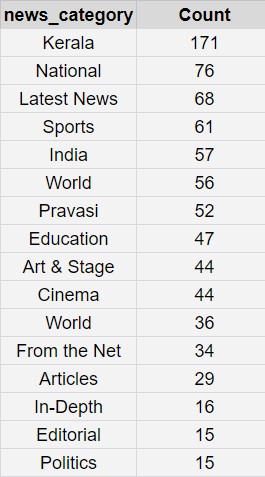 news_category Count
Kerala 171
National 76
Latest News 68
Sports 61
India 57
World 56
Pravasi 52
Education 47
Art & Stage 44
Cinema 44
World 36
From the Net 34
Articles 29
In-Depth 16
Editorial 15
Politics 15